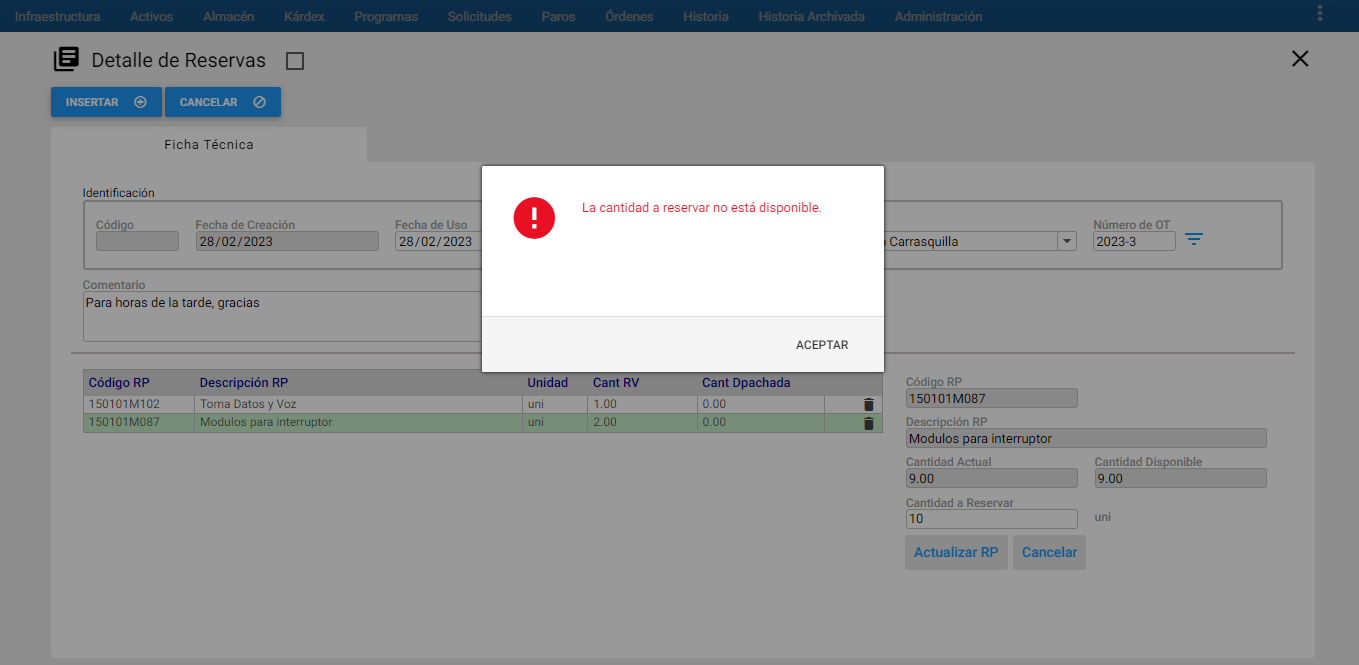 Infraestructura Activos Almacén Kárdex Programas Solicitudes Paros Órdenes Historia Historia Archivada Administración
Detalle de Reservas
INSERTAR CANCELAR
Ficha Técnica
Identificación
Código Fecha de Creación Fecha de Uso Número de OT
28/02/2023 28/02/2023 Carrasquilla 2023-3
Comentario
Para horas de la tarde, gracias
La cantidad a reservar no está disponible.
ACEPTAR
Código RP Descripción RP Unidad Cant RV Cant Dpachada
150101M102 Toma Datos y Voz uni 1.00 0.00
150101M087 Modulos para interruptor uni 2.00 0.00
Código RP
150101M087
Descripción RP
Modulos para interruptor
Cantidad Actual Cantidad Disponible
9.00 9.00
Cantidad a Reservar
10 uni
Actualizar RP Cancelar